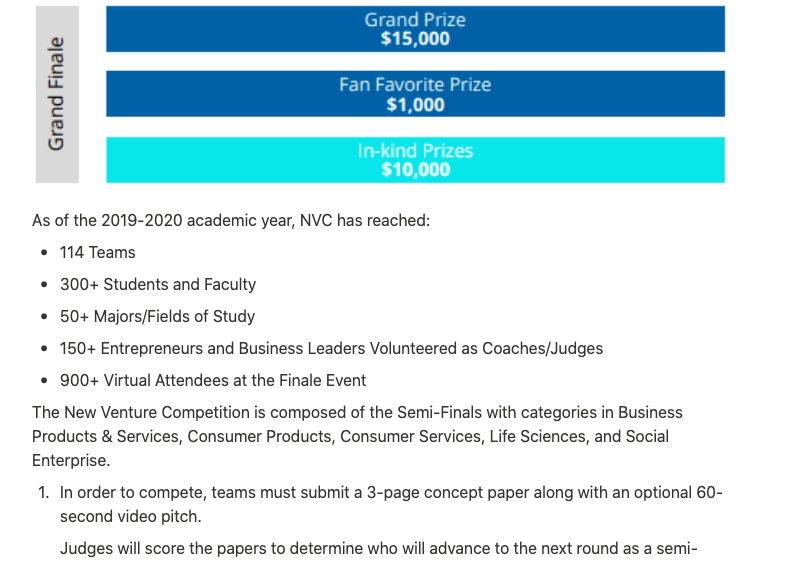 Grand Finale
Grand Prize
$15,000
Fan Favorite Prize
$1,000
In-kind Prizes
$10,000
As of the 2019-2020 academic year, NVC has reached:
• 114 Teams
• 300+ Students and Faculty
• 50+ Majors/Fields of Study
• 150+ Entrepreneurs and Business Leaders Volunteered as Coaches/Judges
• 900+ Virtual Attendees at the Finale Event
The New Venture Competition is composed of the Semi-Finals with categories in Business
Products & Services, Consumer Products, Consumer Services, Life Sciences, and Social
Enterprise.
1. In order to compete, teams must submit a 3-page concept paper along with an optional 60-
second video pitch.
Judges will score the papers to determine who will advance to the next round as a semi-